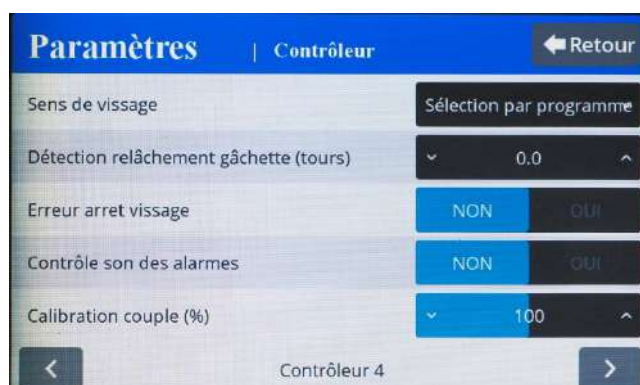 Paramètres | Contrôleur Retour
Sens de vissage Sélection par programme
Détection relâchement gâchette (tours) 0.0
Erreur arret vissage NON OUI
Contrôle son des alarmes NON OUI
Calibration couple (%) 100
Contrôleur 4